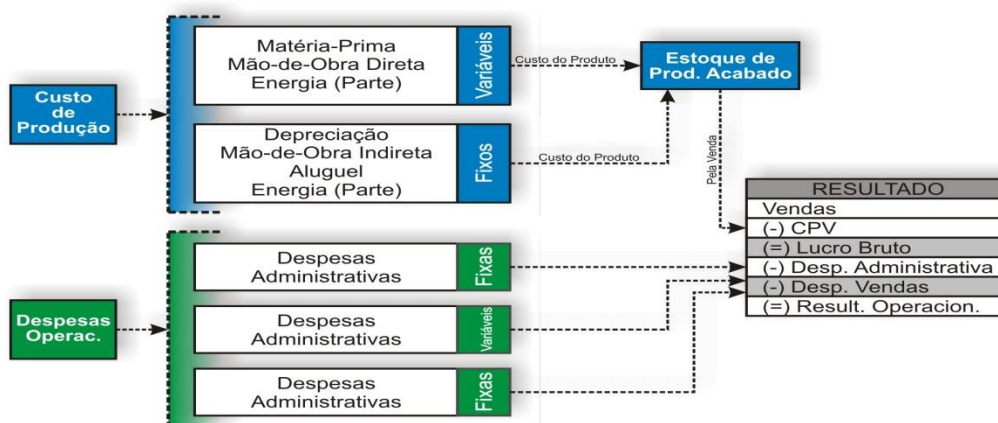 Custo
de
Produção
Matéria-Prima
Mão-de-Obra Direta
Energia (Parte)
Variáveis
Custo do Produto
Estoque de
Prod. Acabado
Depreciação
Mão-de-Obra Indireta
Aluguel
Energia (Parte)
Fixos
Custo do Produto
Pela Venda
RESULTADO
Vendas
(-) CPV
(=) Lucro Bruto
(-) Desp. Administrativa
(-) Desp. Vendas
(=) Result. Operacion.
Despesas
Operac.
Despesas
Administrativas
Fixas
Despesas
Administrativas
Variáveis
Despesas
Administrativas
Fixas